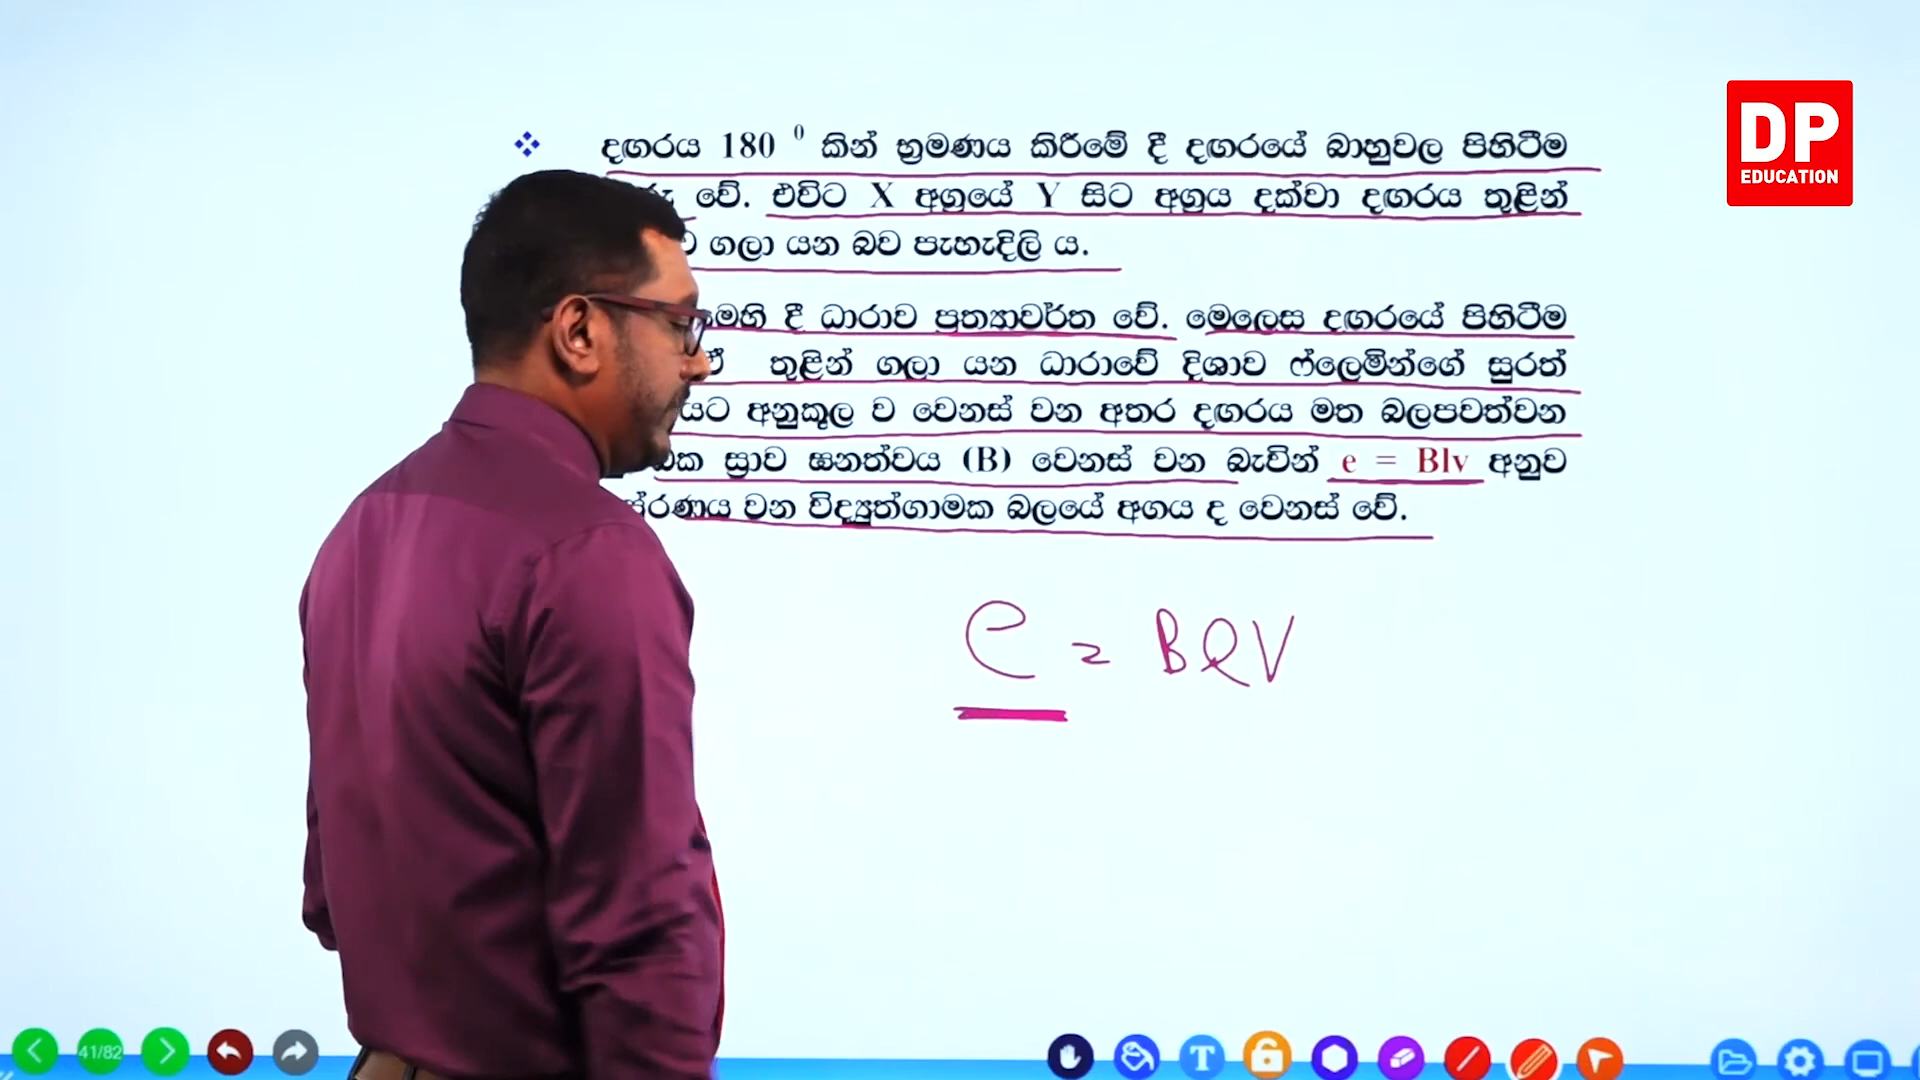 ❖ දඟරය 180 ⁰ කින් භ්‍රමණය කිරීමේ දී දඟරයේ බාහුවල පිහිටීම
වේ. එවිට X අග්‍රයේ Y සිට අග්‍රය දක්වා දඟරය තුළින්
ගලා යන බව පැහැදිලි ය.
දී ධාරාව ප්‍රත්‍යාවර්ත වේ. මෙලෙස දඟරයේ පිහිටීම
තුළින් ගලා යන ධාරාවේ දිශාව ෆ්ලෙමින්ගේ සුරත්
අනුකූල ව වෙනස් වන අතර දඟරය මත බලපවත්වන
ස්‍රාව ඝනත්වය (B) වෙනස් වන බැවින් e = Blv අනුව
වන විද්‍යුත්ගාමක බලයේ අගය ද වෙනස් වේ.
e = Blv
DP
EDUCATION
41/82